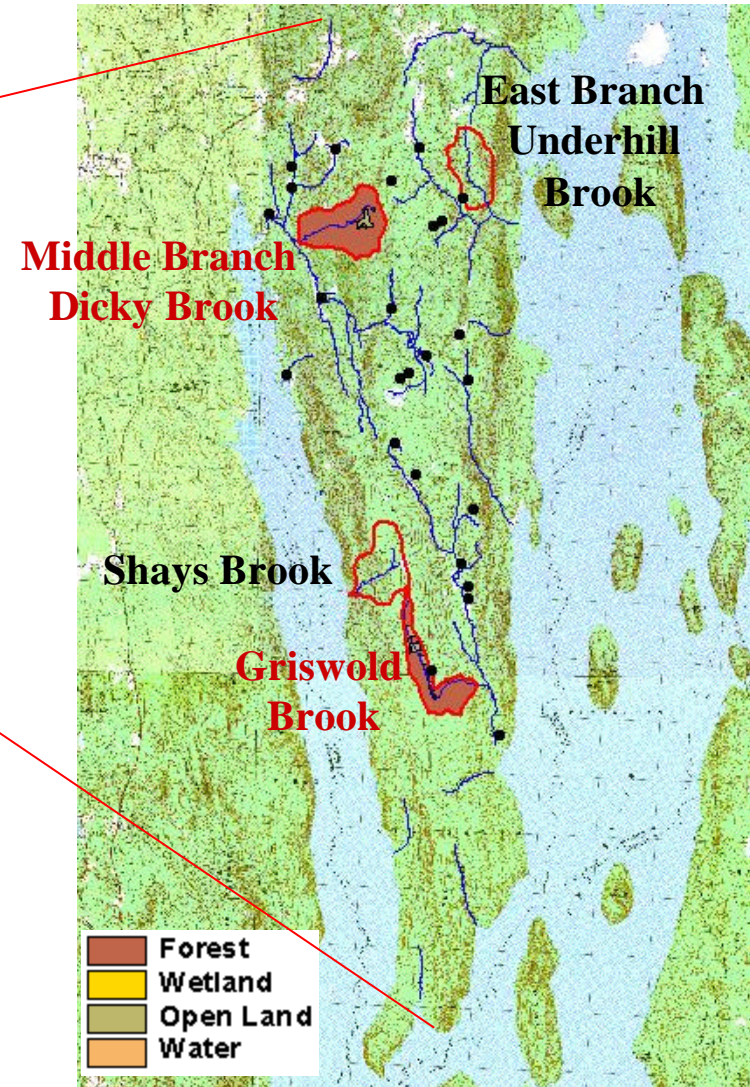 East Branch
Underhill
Brook
Middle Branch
Dicky Brook
Shays Brook
Griswold
Brook
Forest
Wetland
Open Land
Water